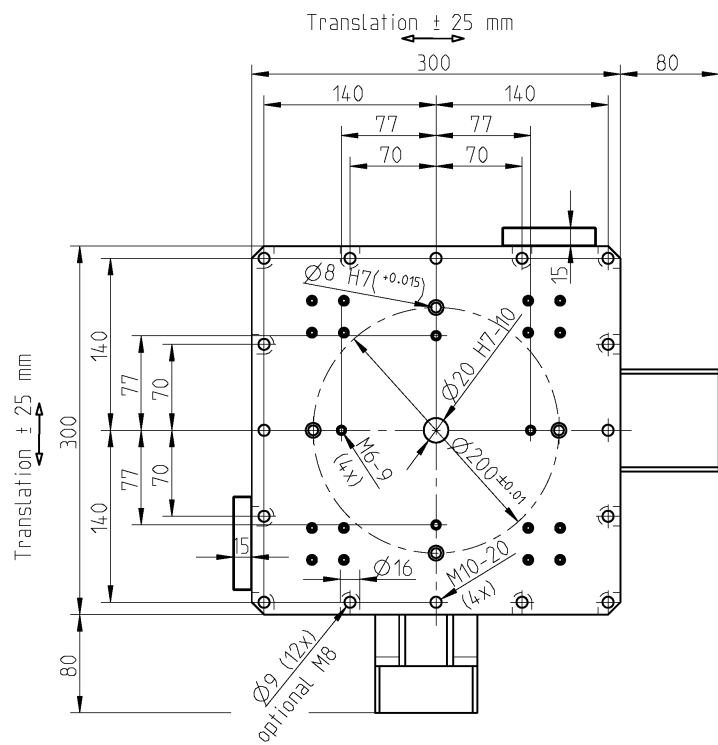 Translation ± 25 mm
300
80
140
140
77
77
70
70
Ø8 H7(+0.015)
15
Ø20 H7-10
140
77
70
Translation ± 25 mm
300
M6-9
(4x)
Ø200±0.01
77
70
140
15
Ø16
M10-20
(4x)
80
Ø9 (12x)
optional M8